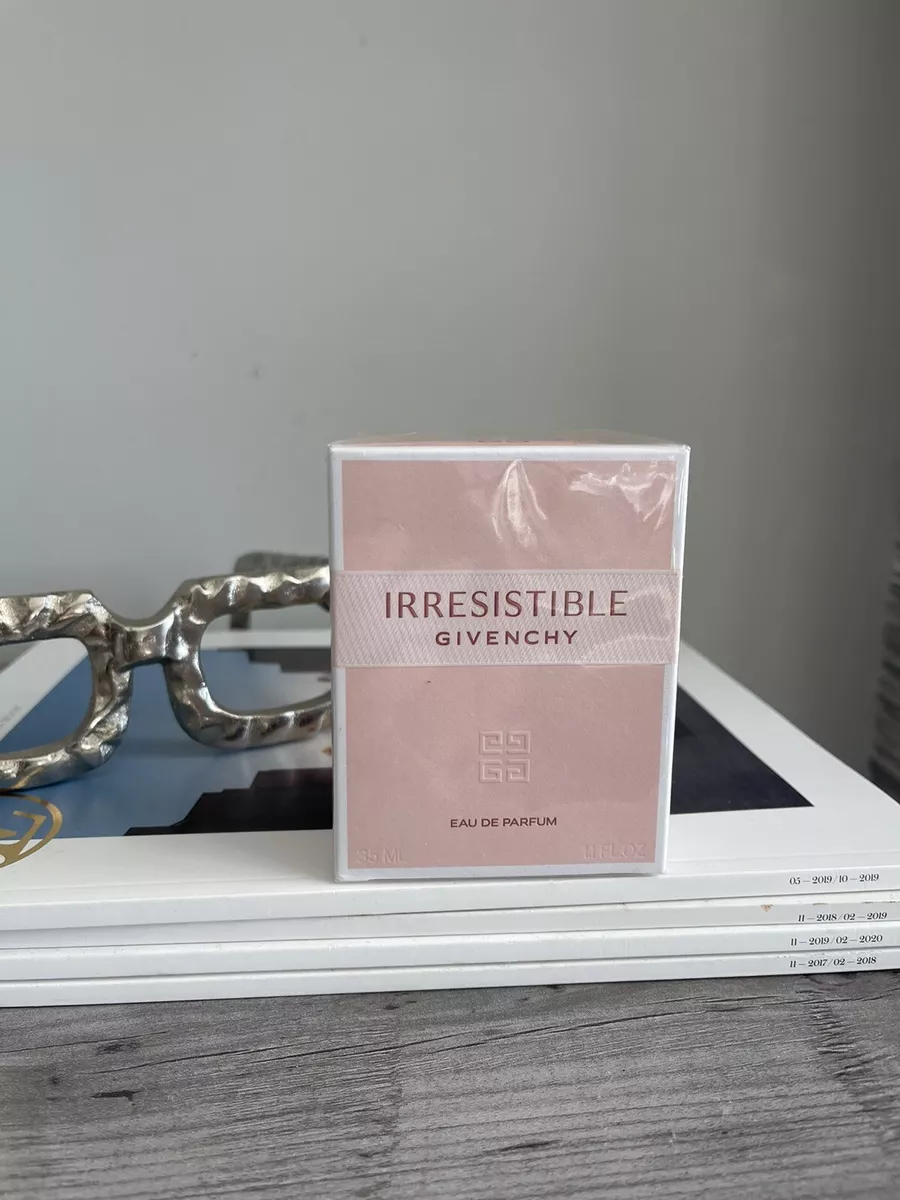 IRRESISTIBLE
GIVENCHY
EAU DE PARFUM
35 ML 1.1 FL.OZ
05 – 2019 / 10 – 2019
11 – 2018 / 02 – 2019
11 – 2019 / 02 – 2020
11 – 2017 / 02 – 2018